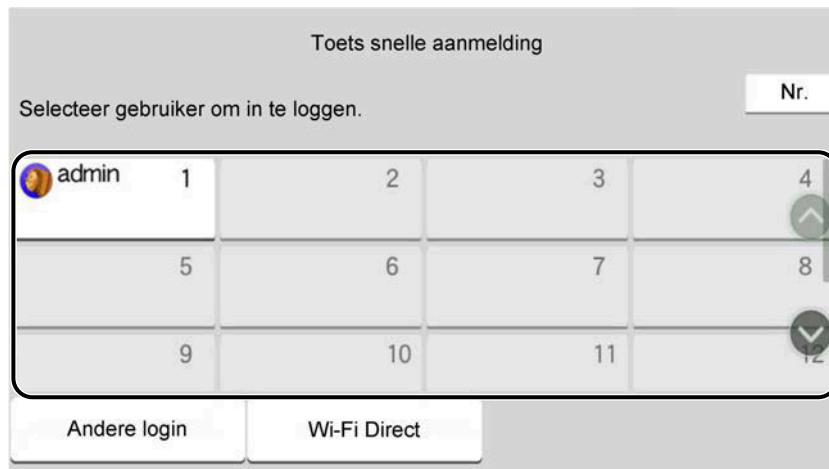 Toets snelle aanmelding
Nr.
Selecteer gebruiker om in te loggen.
admin 1 2 3 4
5 6 7 8
9 10 11 12
Andere login Wi-Fi Direct